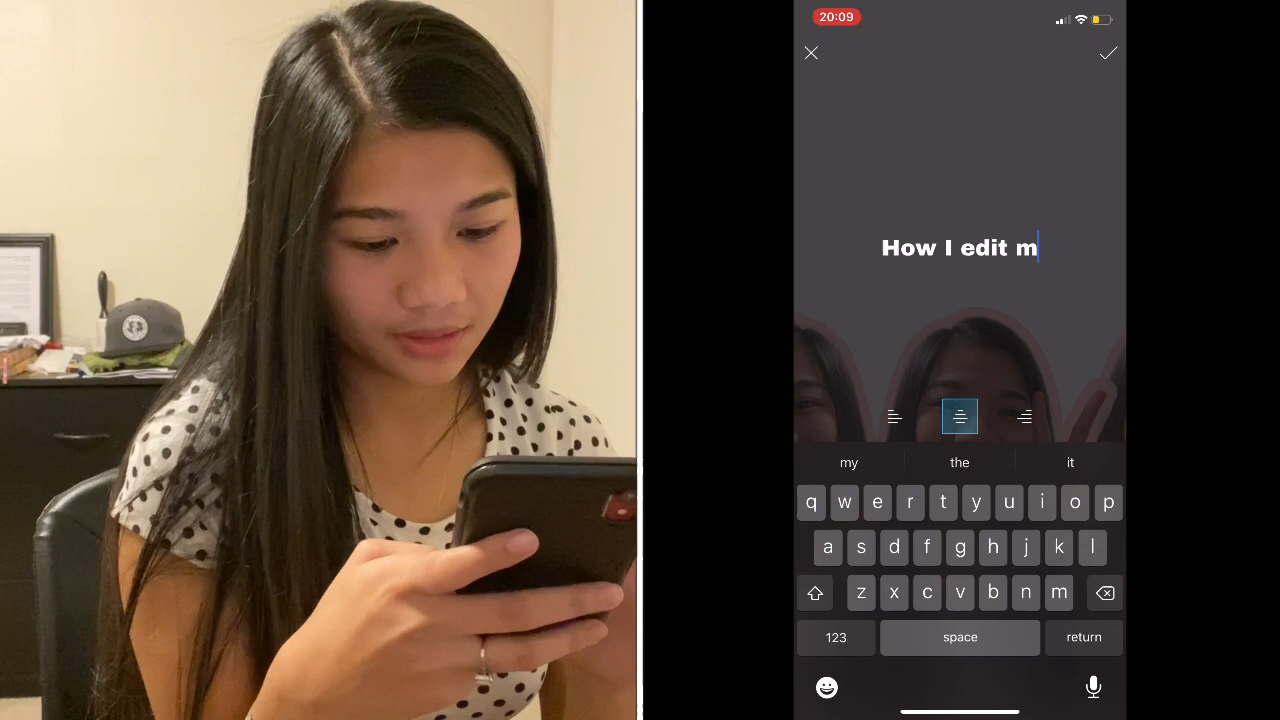 20:09
How I edit m
my the it
q w e r t y u i o p
a s d f g h j k l
z x c v b n m
123 space return